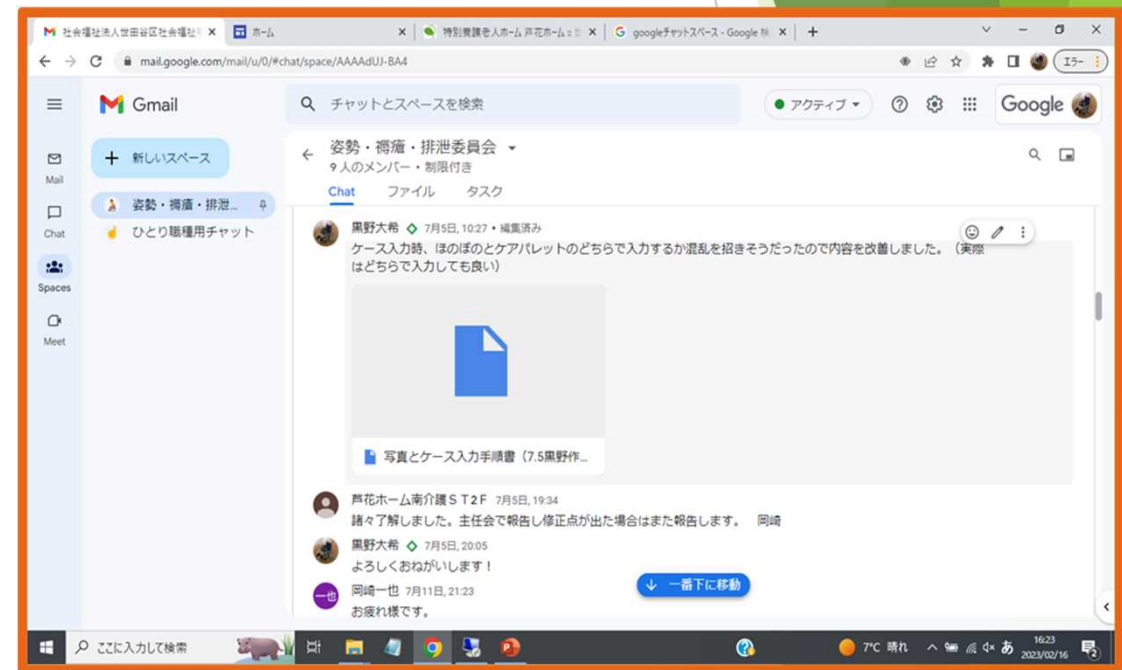 社会福祉法人世田谷区社会福祉
ホーム
特別養護老人ホーム 芦花ホーム
googleチャットスペース - Google
mail.google.com/mail/u/0/#chat/space/AAAAdUJ-BA4
エラー
Gmail
チャットとスペースを検索
アクティブ
Google
Mail
Chat
Spaces
Meet
新しいスペース
姿勢・褥瘡・排泄...
ひとり職種用チャット
姿勢・褥瘡・排泄委員会
9人のメンバー・制限付き
Chat ファイル タスク
黒野大希 7月5日, 10:27・編集済み
ケース入力時、ほのぼのとケアパレットのどちらで入力するか混乱を招きそうだったので内容を改善しました。（実際
はどちらで入力しても良い）
写真とケース入力手順書（7.5黒野作...
芦花ホーム南介護ＳＴ2Ｆ 7月5日, 19:34
諸々了解しました。主任会で報告し修正点が出た場合はまた報告します。 岡崎
黒野大希 7月5日, 20:05
よろしくおねがいします！
一也
岡崎一也 7月11日, 21:23
お疲れ様です。
一番下に移動
ここに入力して検索
7°C 晴れ
あ
16:23
2023/02/16